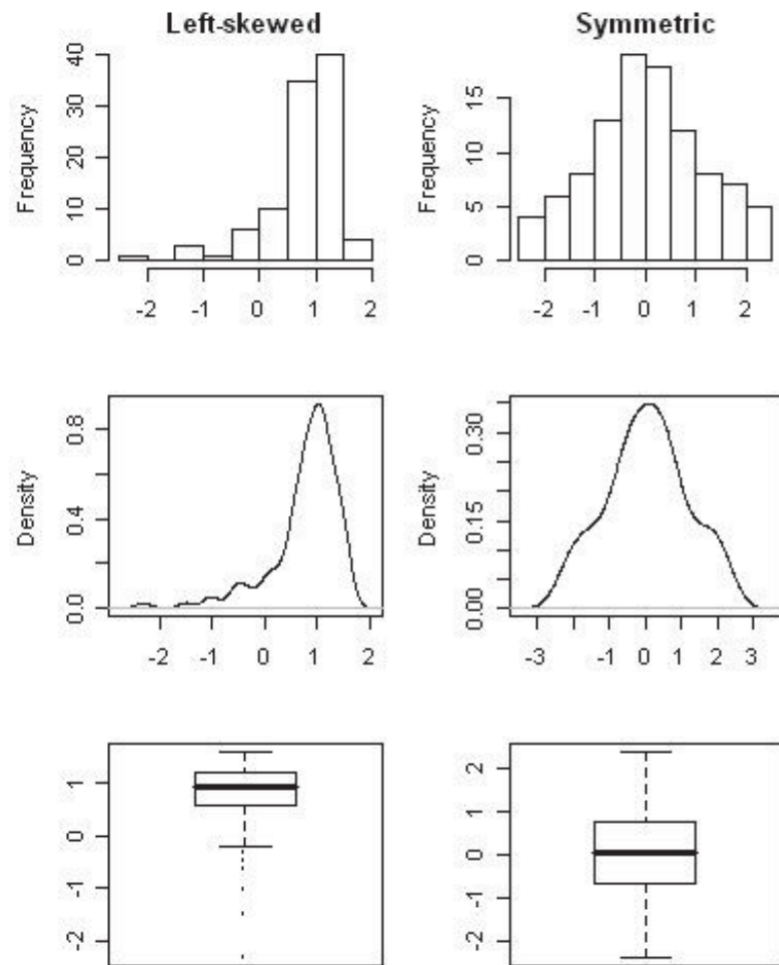 Left-skewed
Symmetric
Frequency
0 10 20 30 40
-2 -1 0 1 2
Frequency
0 5 10 15
-2 -1 0 1 2
Density
0.0 0.4 0.8
-2 -1 0 1 2
Density
0.00 0.15 0.30
-3 -1 0 1 2 3
-2 -1 0 1
-2 -1 0 1 2